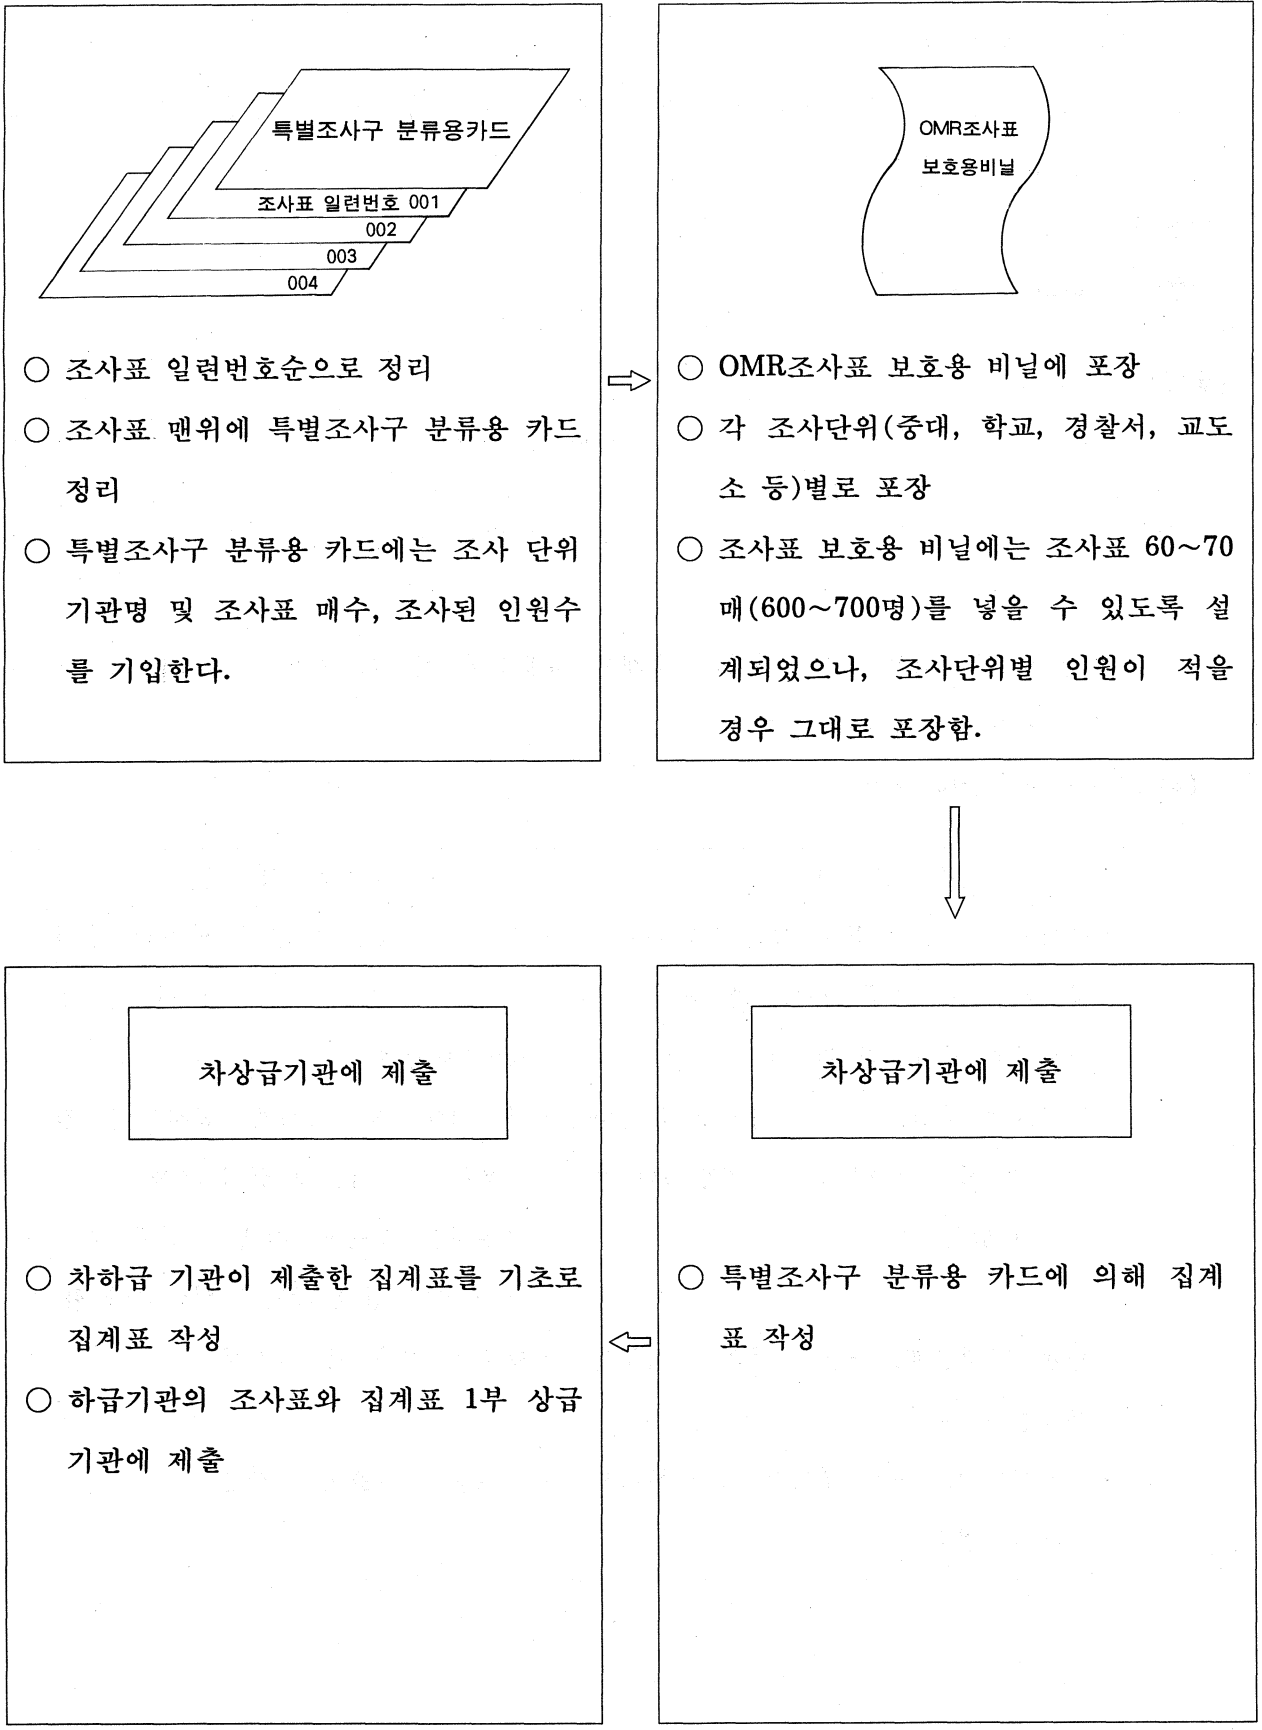 특별조사구 분류용카드
조사표 일련번호 001
002
003
004
○ 조사표 일련번호순으로 정리
○ 조사표 맨위에 특별조사구 분류용 카드
정리
○ 특별조사구 분류용 카드에는 조사 단위
기관명 및 조사표 매수, 조사된 인원수
를 기입한다.
OMR조사표
보호용비닐
○ OMR조사표 보호용 비닐에 포장
○ 각 조사단위(중대, 학교, 경찰서, 교도
소 등)별로 포장
○ 조사표 보호용 비닐에는 조사표 60~70
매(600~700명)를 넣을 수 있도록 설
계되었으나, 조사단위별 인원이 적을
경우 그대로 포장함.
차상급기관에 제출
○ 특별조사구 분류용 카드에 의해 집계
표 작성
차상급기관에 제출
○ 차하급 기관이 제출한 집계표를 기초로
집계표 작성
○ 하급기관의 조사표와 집계표 1부 상급
기관에 제출